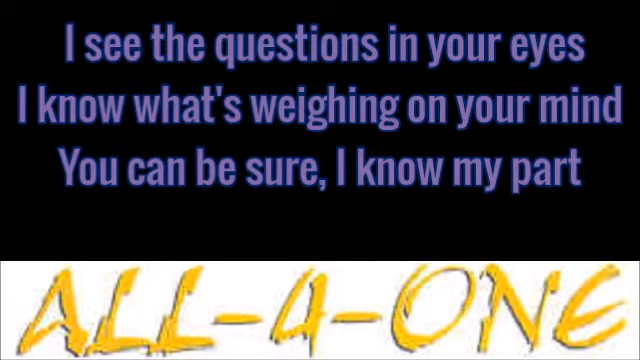 I see the questions in your eyes
I know what's weighing on your mind
You can be sure, I know my part
ALL-4-ONE